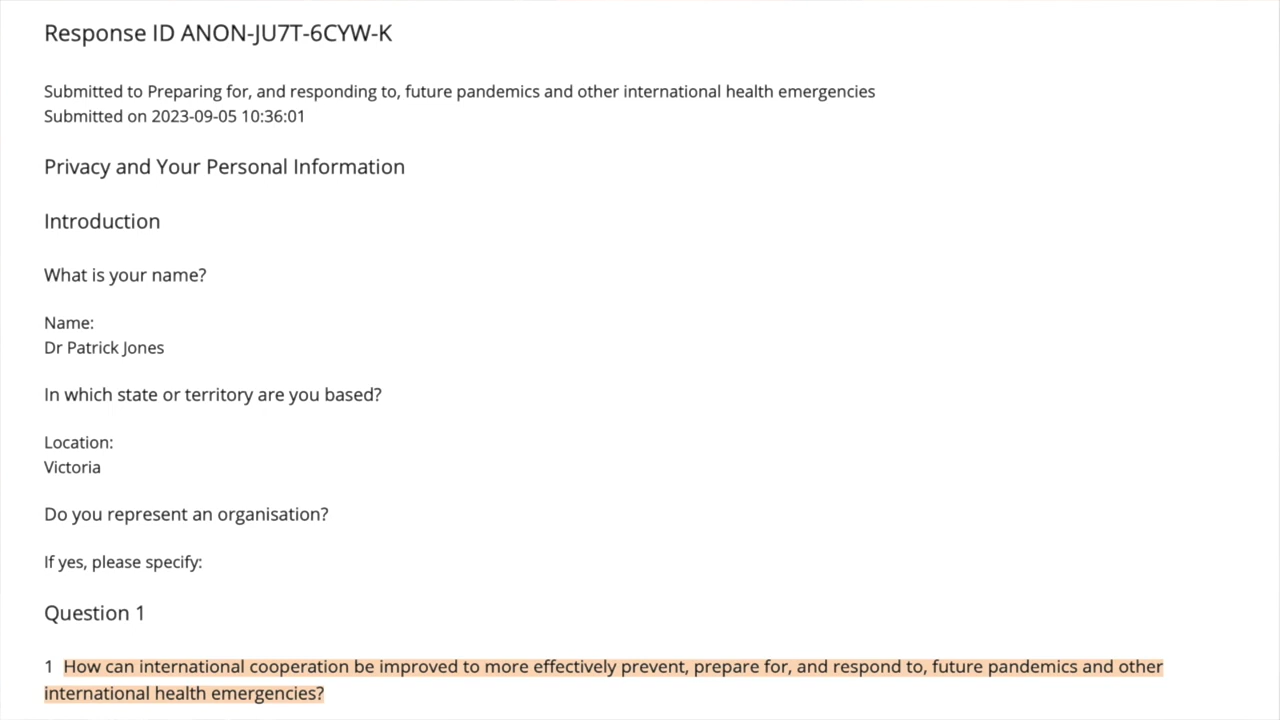 Response ID ANON-JU7T-6CYW-K
Submitted to Preparing for, and responding to, future pandemics and other international health emergencies
Submitted on 2023-09-05 10:36:01
Privacy and Your Personal Information
Introduction
What is your name?
Name:
Dr Patrick Jones
In which state or territory are you based?
Location:
Victoria
Do you represent an organisation?
If yes, please specify:
Question 1
1 How can international cooperation be improved to more effectively prevent, prepare for, and respond to, future pandemics and other
international health emergencies?